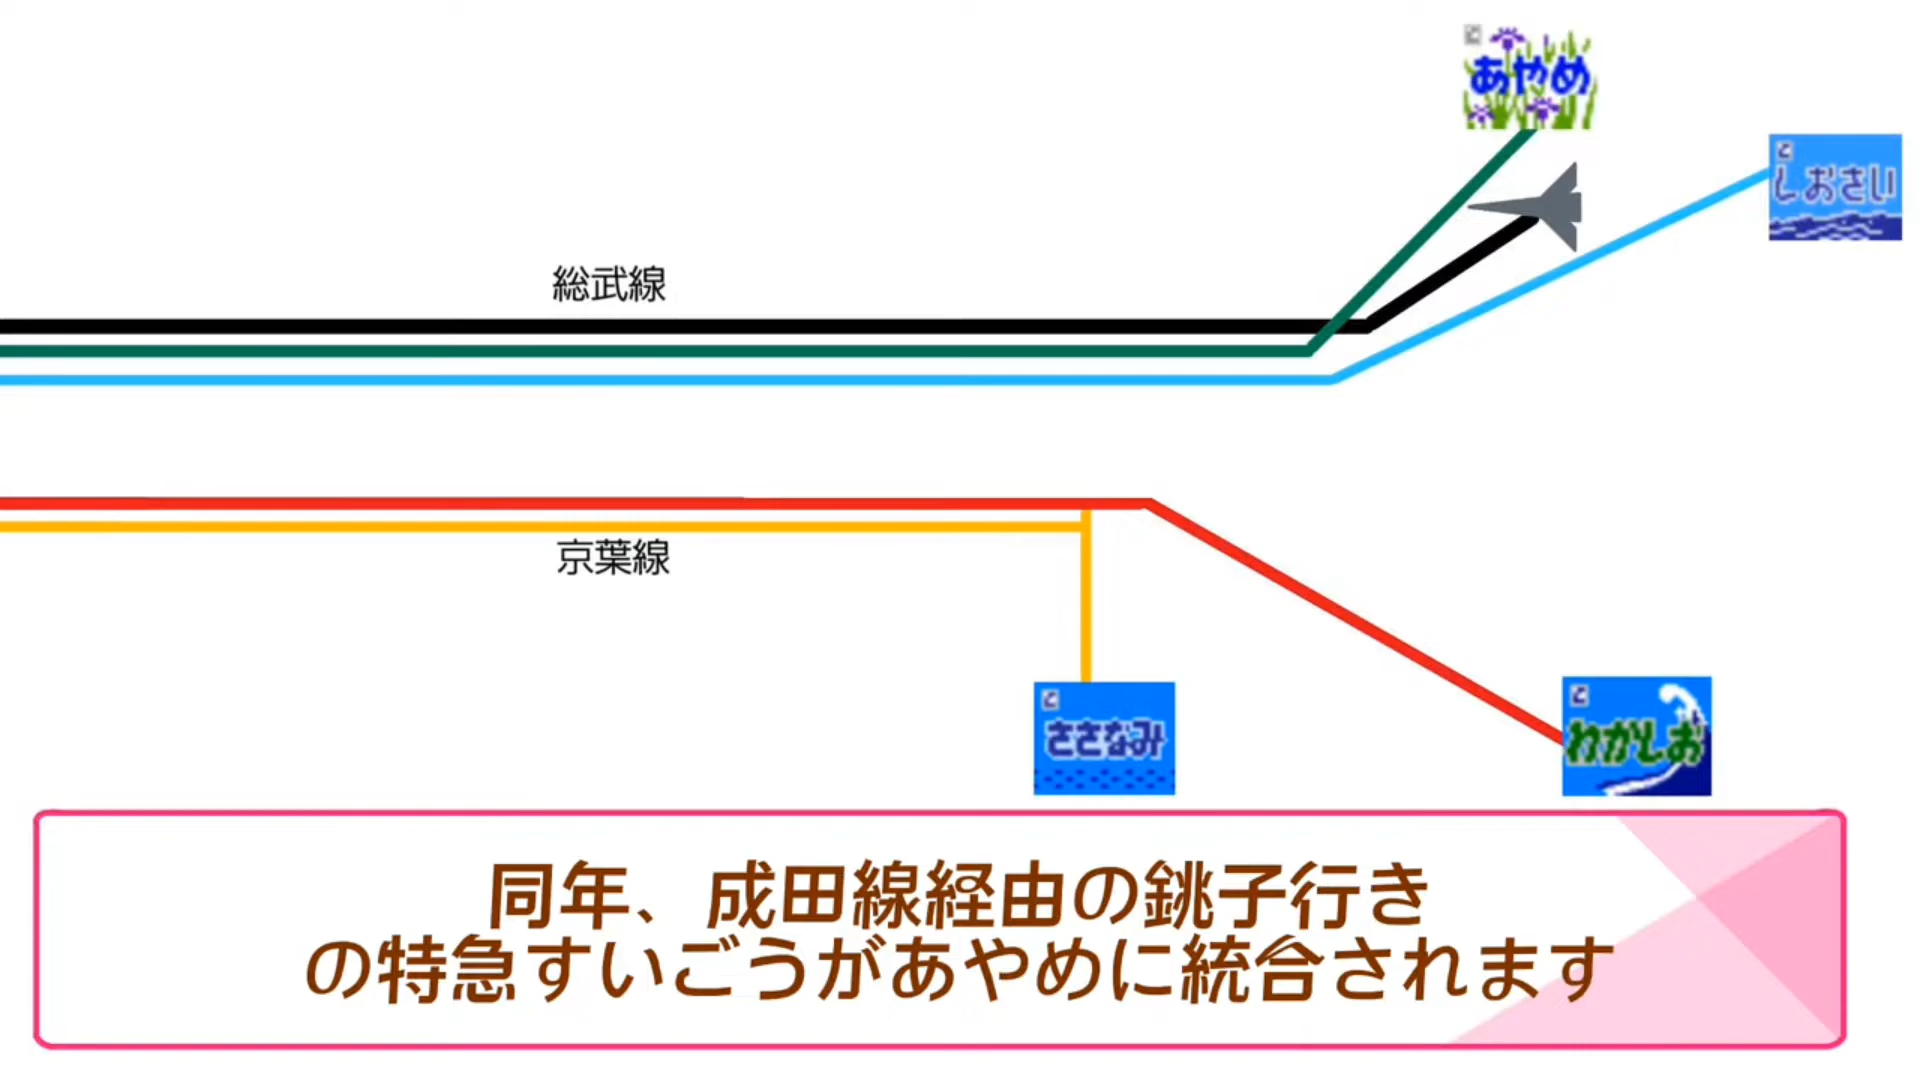 あやめ
しおさい
総武線
京葉線
さざなみ
わかしお
同年、成田線経由の銚子行き
の特急すいごうがあやめに統合されます